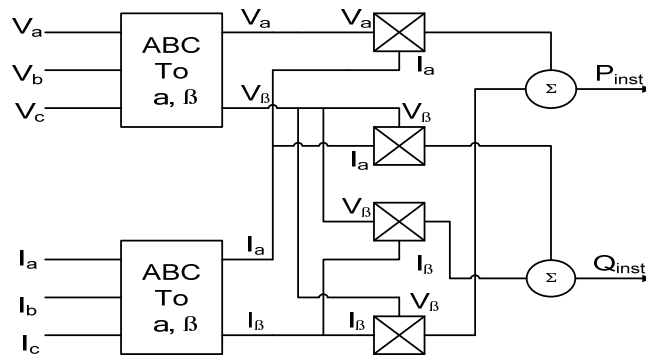 Va
Vb
Vc
ABC
To
a, ß
Va
Vß
Va
Ia
Vß
Ia
Σ
Pinst
Vß
Iß
Ia
Ib
Ic
ABC
To
a, ß
Ia
Iß
Iß
Vß
Σ
Qinst